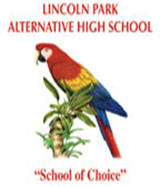 LINCOLN PARK
ALTERNATIVE HIGH SCHOOL
"School of Choice"